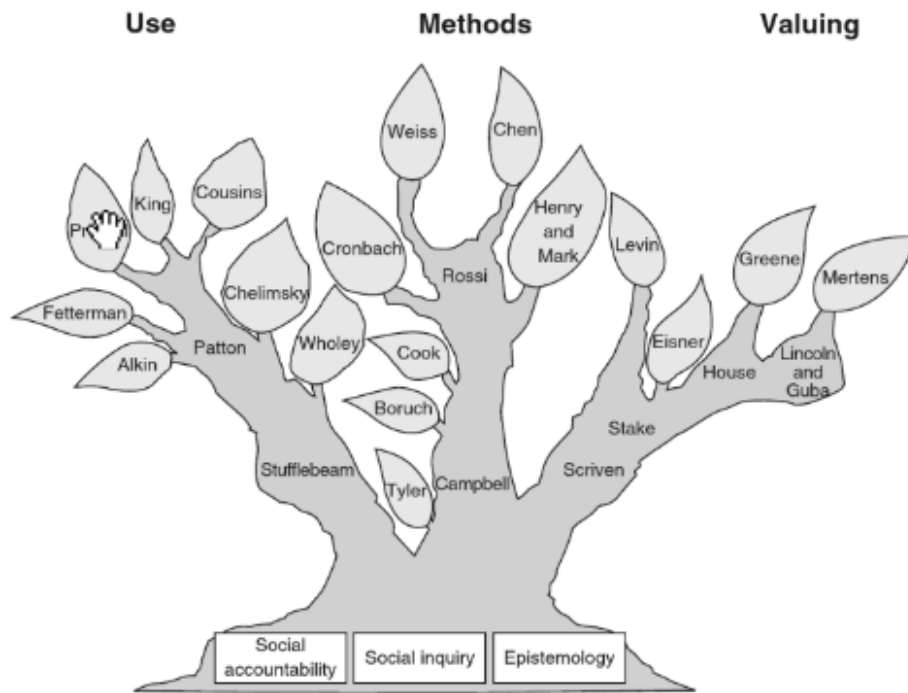 Use Methods Valuing
Weiss
Chen
King
Cousins
Cronbach
Henry
and
Mark
Levin
Greene
Mertens
Rossi
Chelimsky
Fetterman
Patton
Wholey
Cook
Eisner
Alkin
House
Lincoln
and
Guba
Boruch
Stake
Stufflebeam
Tyler
Campbell
Scriven
Social
accountability
Social inquiry
Epistemology